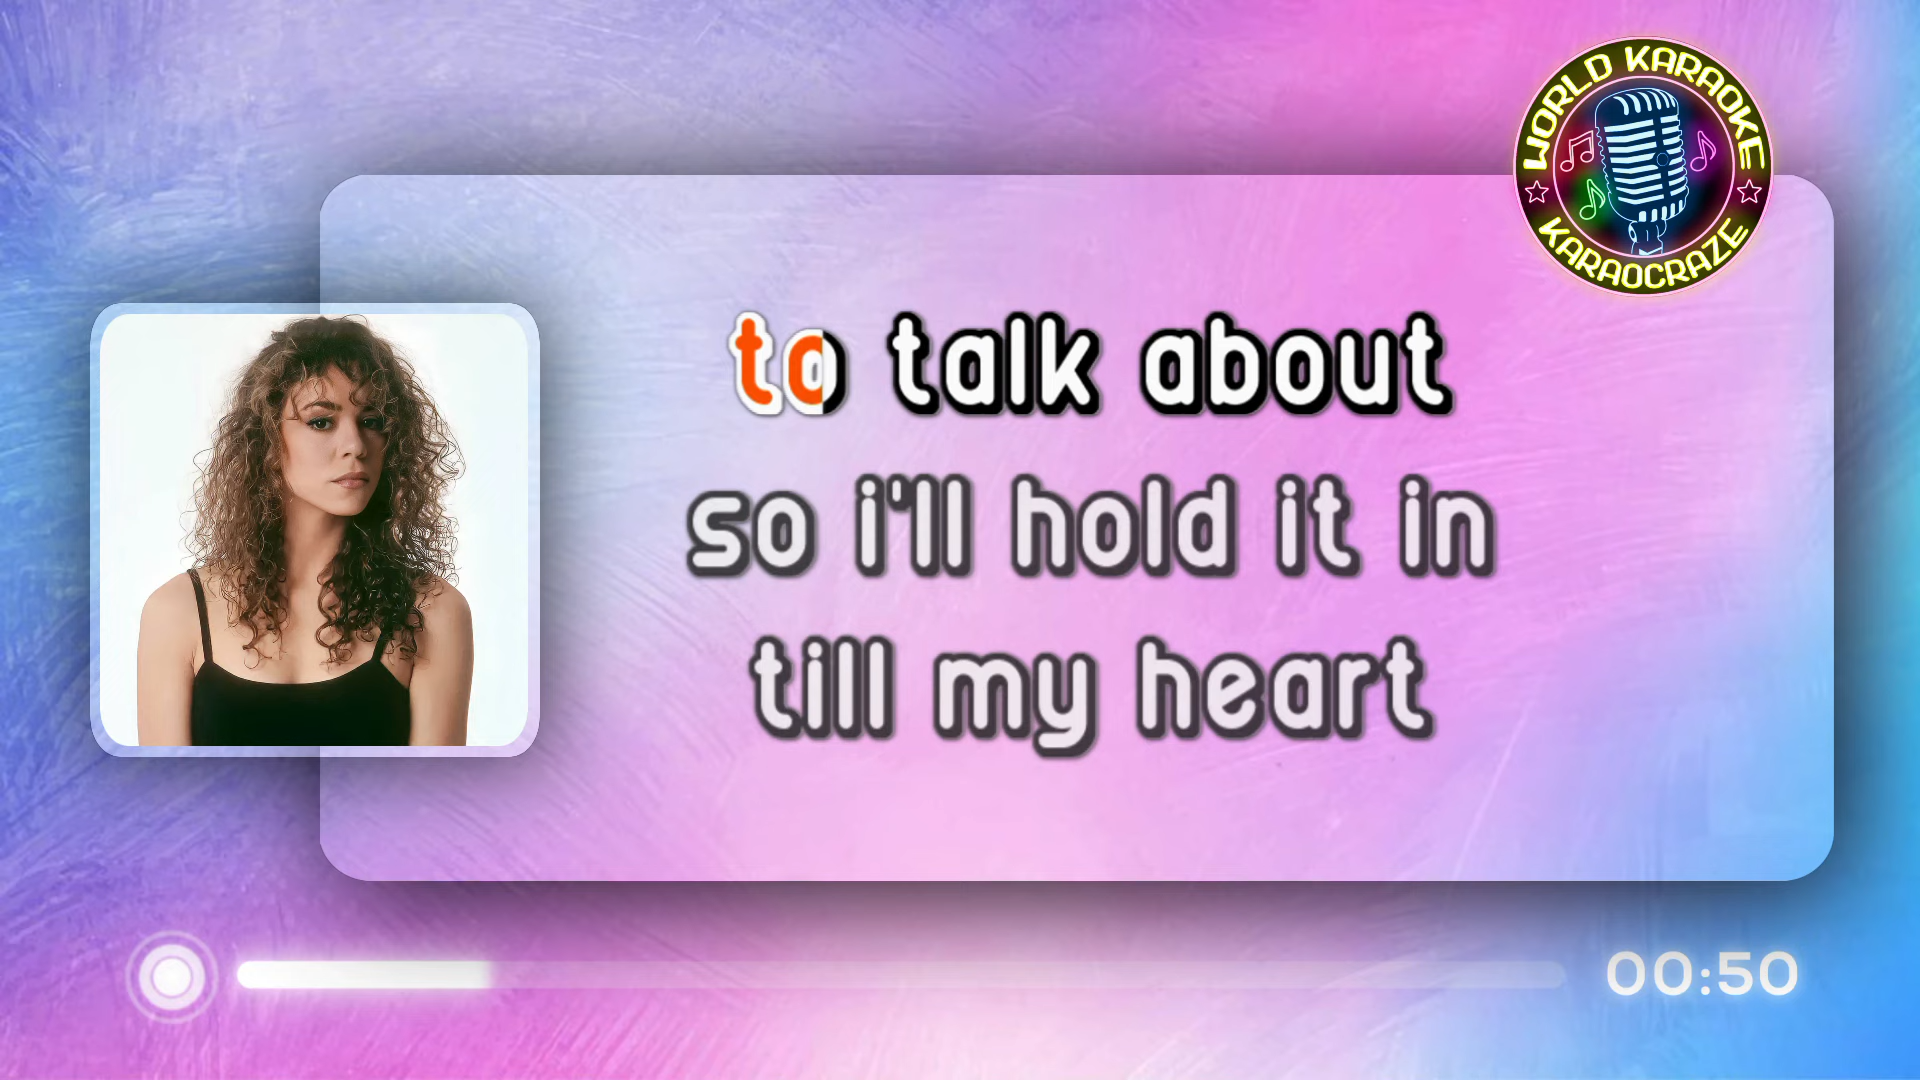 WORLD KARAOKE
KARAOCRAZE
to talk about
so i'll hold it in
till my heart
00:50